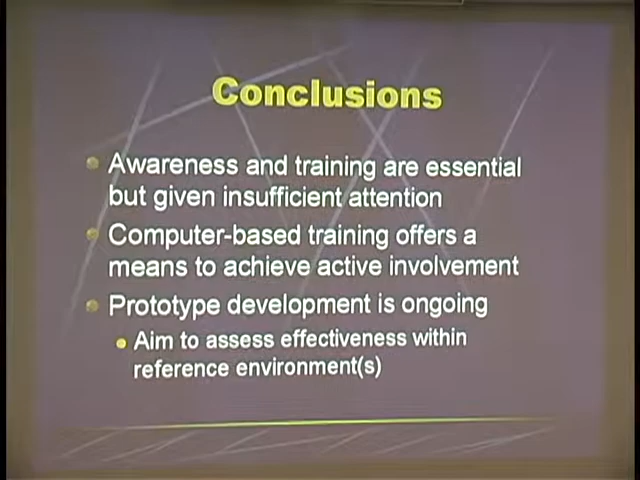 Conclusions
Awareness and training are essential
but given insufficient attention
Computer-based training offers a
means to achieve active involvement
Prototype development is ongoing
Aim to assess effectiveness within
reference environment(s)